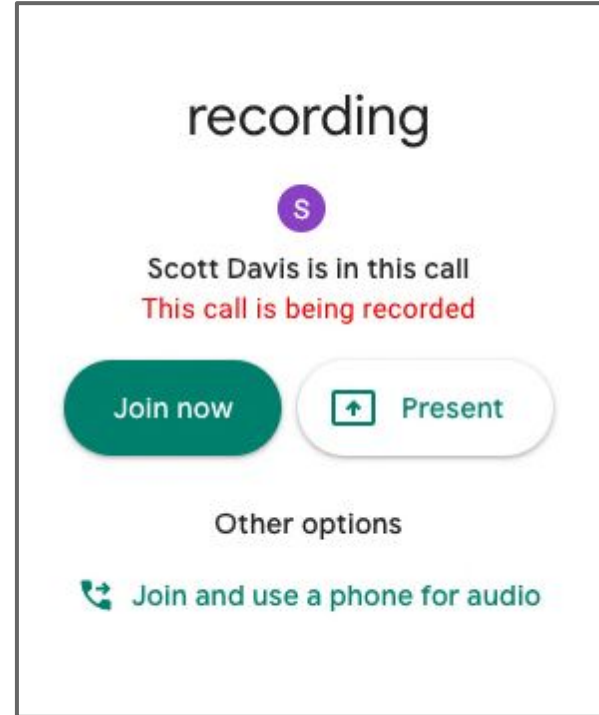 recording
S
Scott Davis is in this call
This call is being recorded
Join now
Present
Other options
Join and use a phone for audio